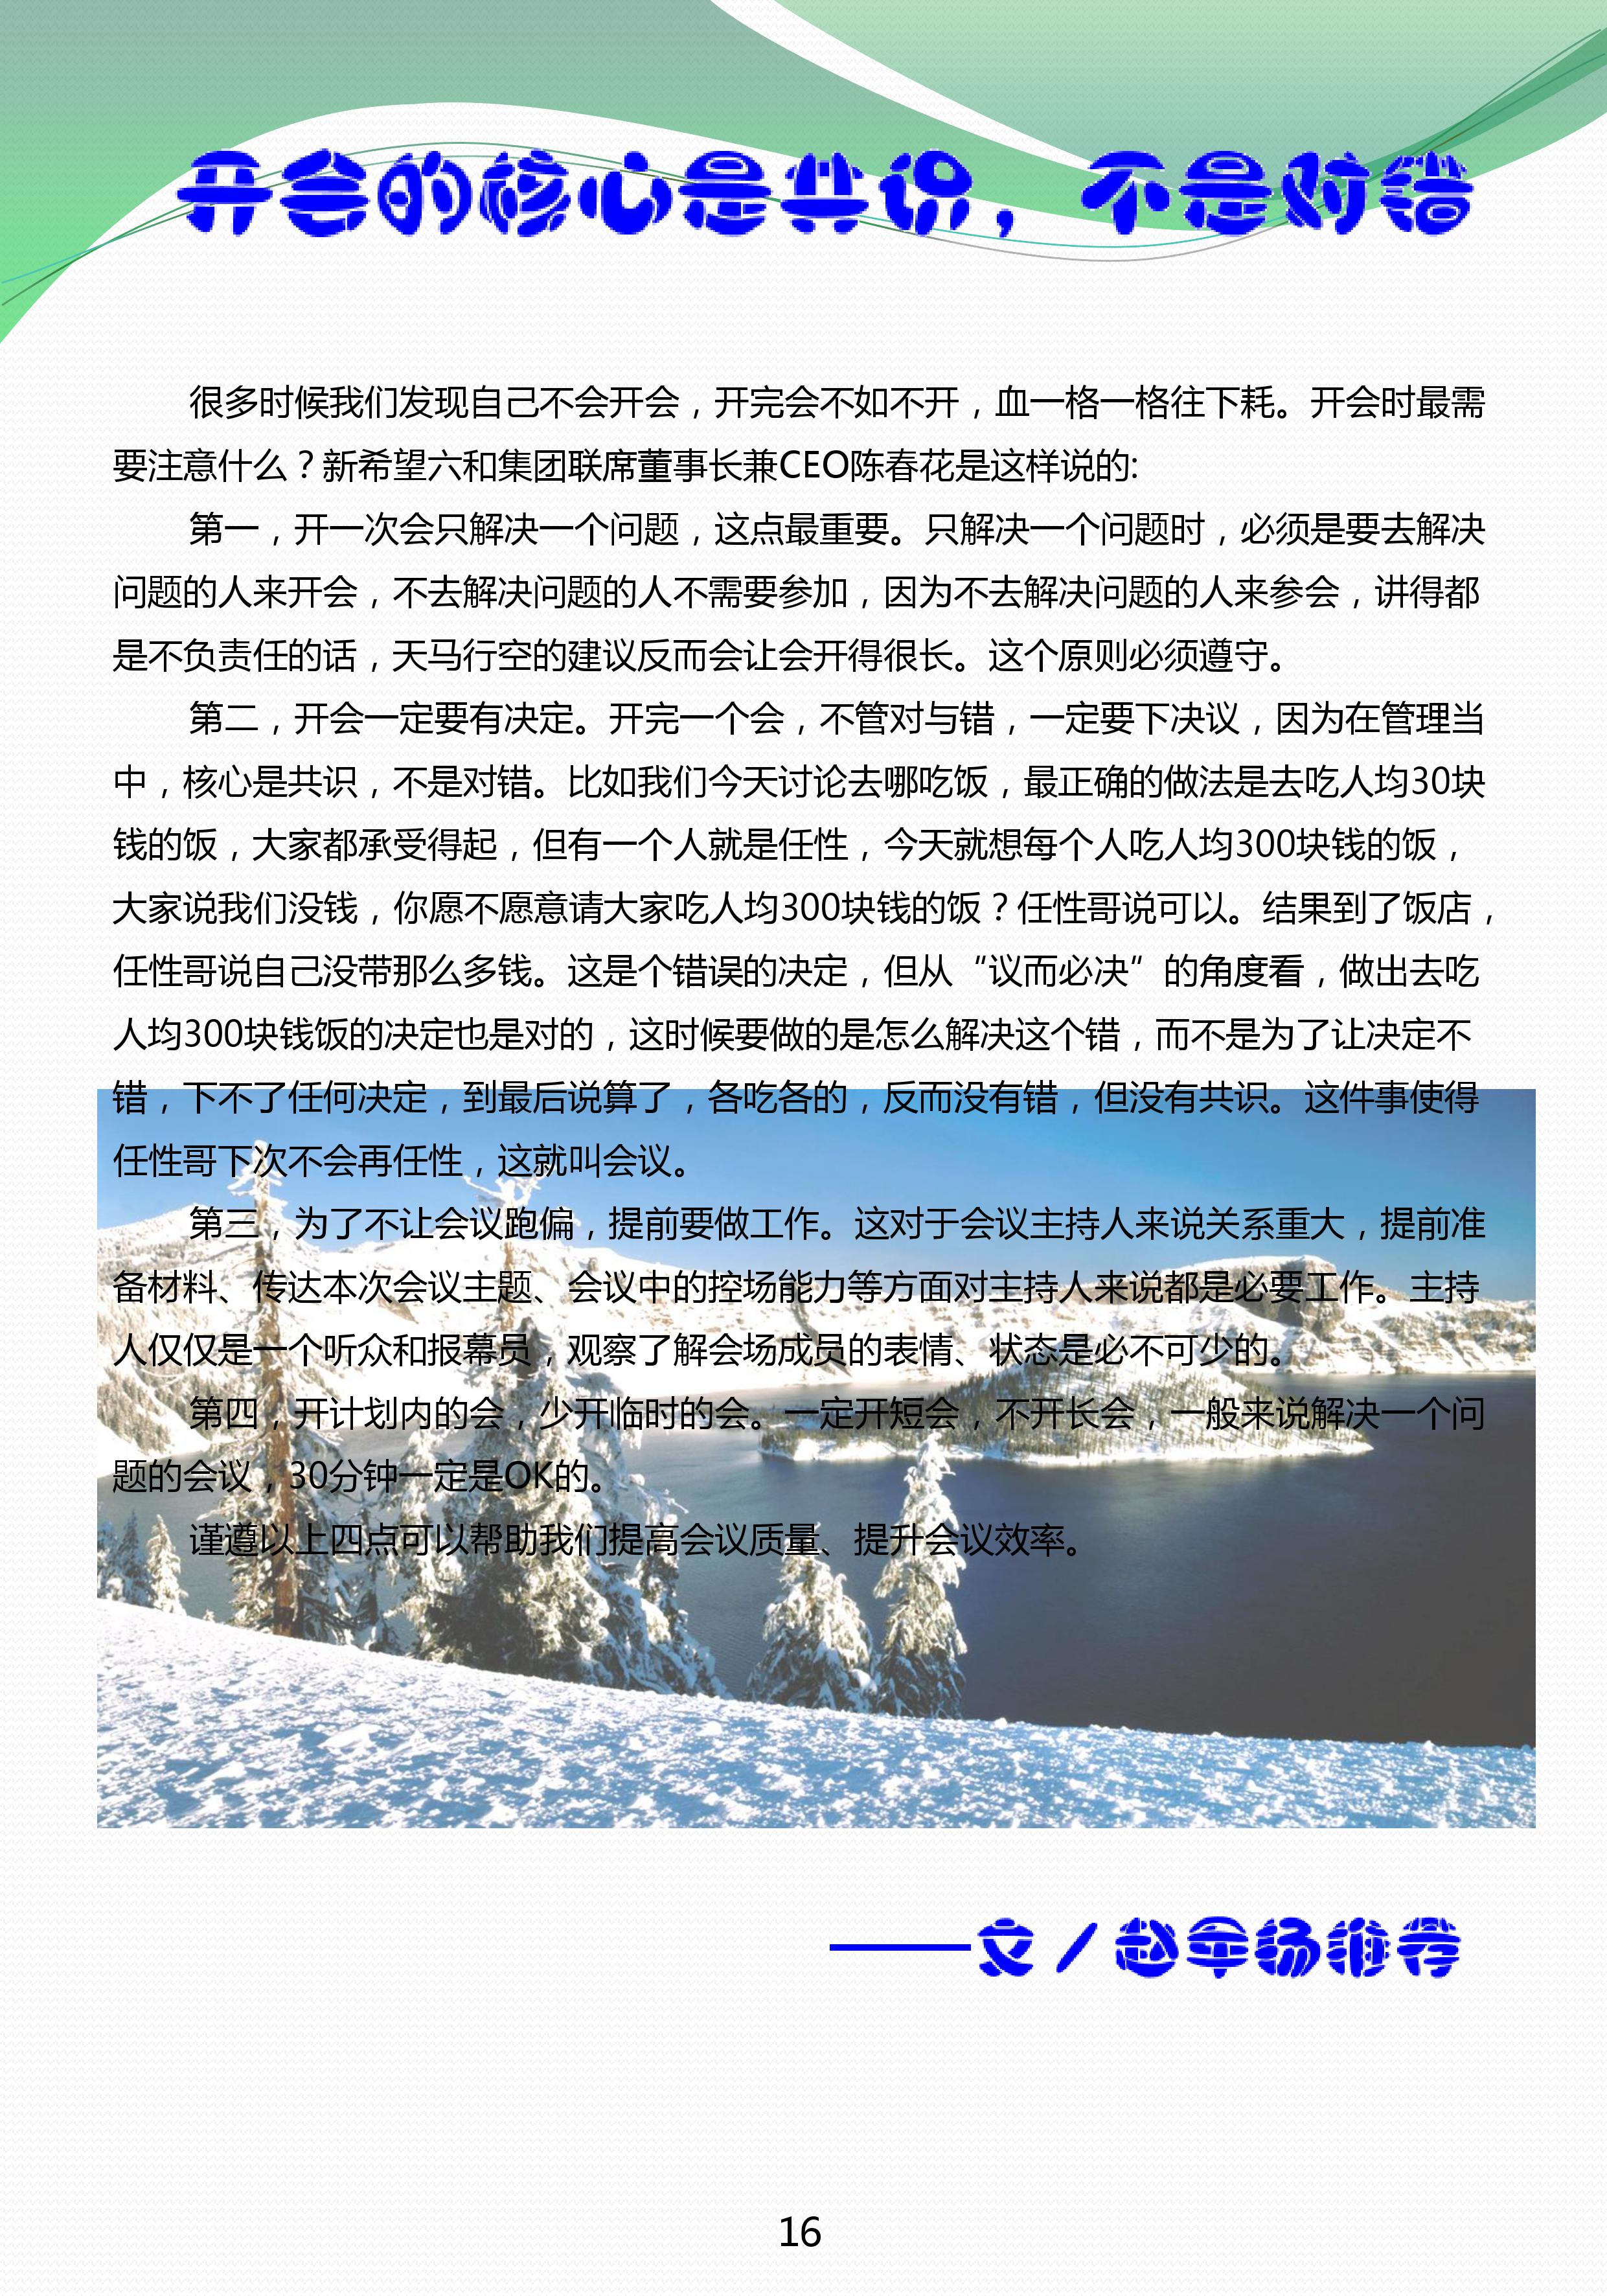 开会的核心是共识，不是对错
很多时候我们发现自己不会开会，开完会不如不开，血一格一格往下耗。开会时最需
要注意什么？新希望六和集团联席董事长兼CEO陈春花是这样说的:
第一，开一次会只解决一个问题，这点最重要。只解决一个问题时，必须是要去解决
问题的人来开会，不去解决问题的人不需要参加，因为不去解决问题的人来参会，讲得都
是不负责任的话，天马行空的建议反而会让会开得很长。这个原则必须遵守。
第二，开会一定要有决定。开完一个会，不管对与错，一定要下决议，因为在管理当
中，核心是共识，不是对错。比如我们今天讨论去哪吃饭，最正确的做法是去吃人均30块
钱的饭，大家都承受得起，但有一个人就是任性，今天就想每个人吃人均300块钱的饭，
大家说我们没钱，你愿不愿意请大家吃人均300块钱的饭？任性哥说可以。结果到了饭店，
任性哥说自己没带那么多钱。这是个错误的决定，但从“议而必决”的角度看，做出去吃
人均300块钱饭的决定也是对的，这时候要做的是怎么解决这个错，而不是为了让决定不
错，下不了任何决定，到最后说算了，各吃各的，反而没有错，但没有共识。这件事使得
任性哥下次不会再任性，这就叫会议。
第三，为了不让会议跑偏，提前要做工作。这对于会议主持人来说关系重大，提前准
备材料、传达本次会议主题、会议中的控场能力等方面对主持人来说都是必要工作。主持
人仅仅是一个听众和报幕员，观察了解会场成员的表情、状态是必不可少的。
第四，开计划内的会，少开临时的会。一定开短会，不开长会，一般来说解决一个问
题的会议，30分钟一定是OK的。
谨遵以上四点可以帮助我们提高会议质量、提升会议效率。
——文/赵军扬推荐
16